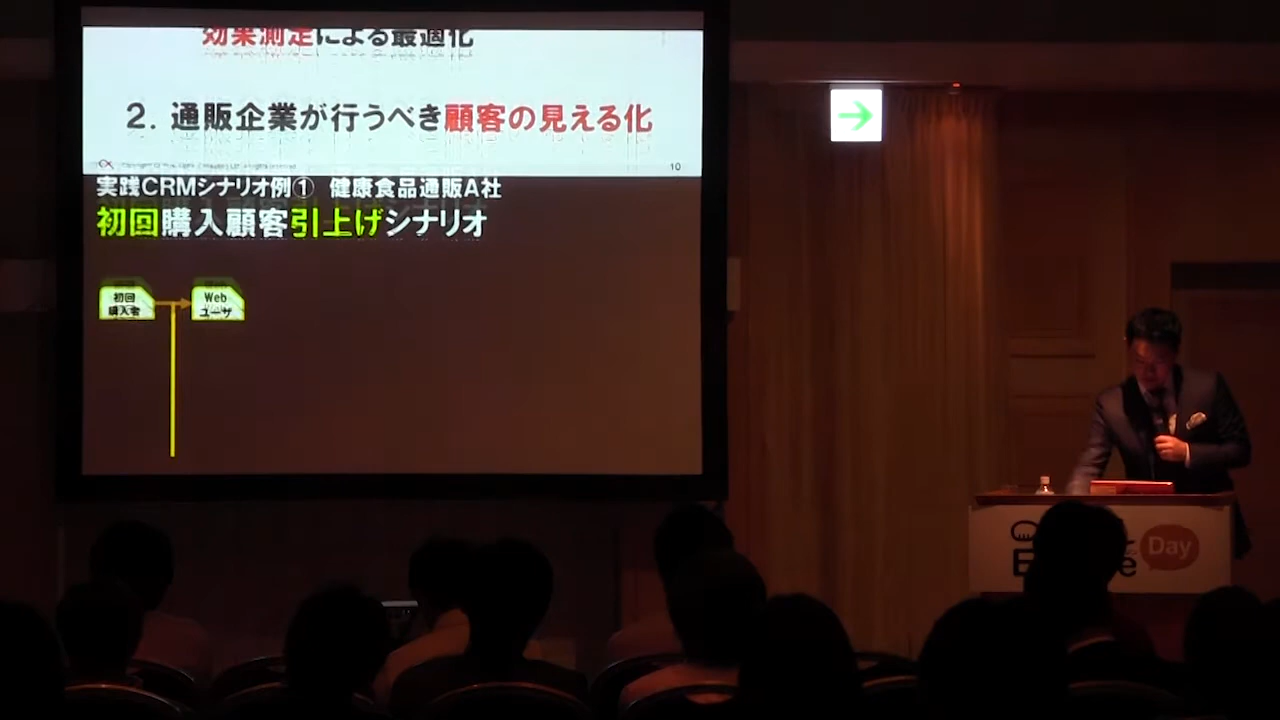 効果測定による最適化
2. 通販企業が行うべき顧客の見える化
10
実践CRMシナリオ例① 健康食品通販A社
初回購入顧客引上げシナリオ
初回
購入者
Web
ユーザ
Day